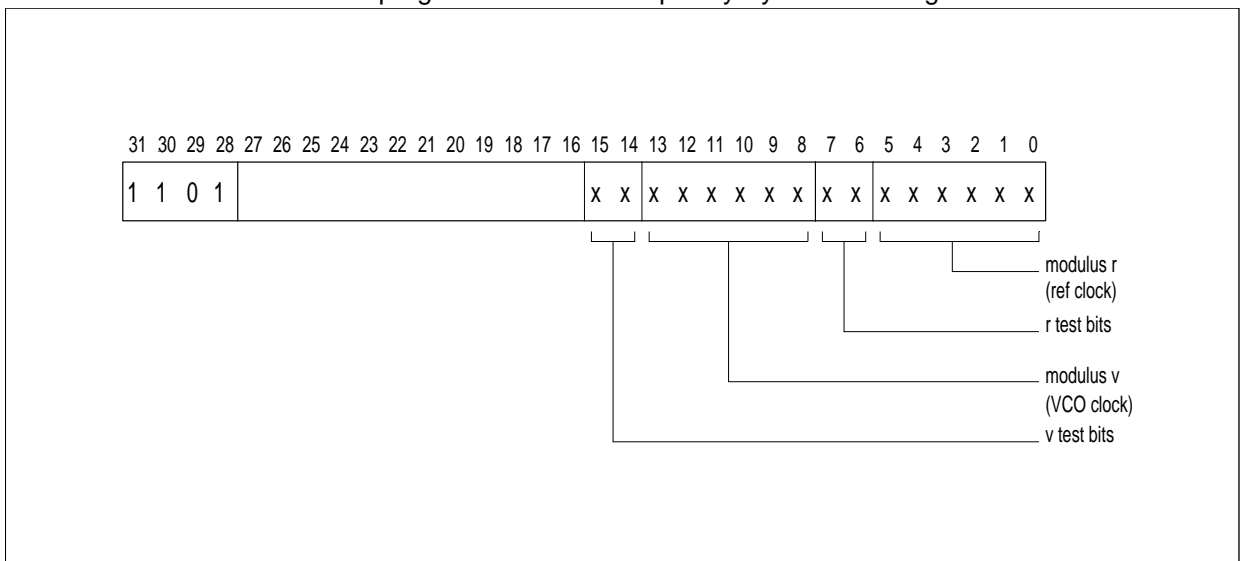 31 30 29 28 27 26 25 24 23 22 21 20 19 18 17 16 15 14 13 12 11 10 9 8 7 6 5 4 3 2 1 0
1 1 0 1 x x x x x x x x x x x x x x x x
modulus r
(ref clock)
r test bits
modulus v
(VCO clock)
v test bits